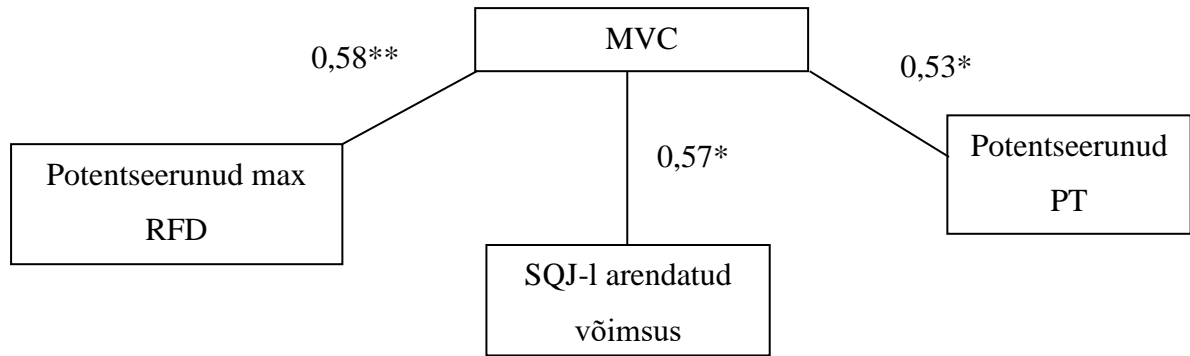 MVC
0,58**
0,53*
0,57*
Potentseerunud max
RFD
Potentseerunud
PT
SQJ-l arendatud
võimsus